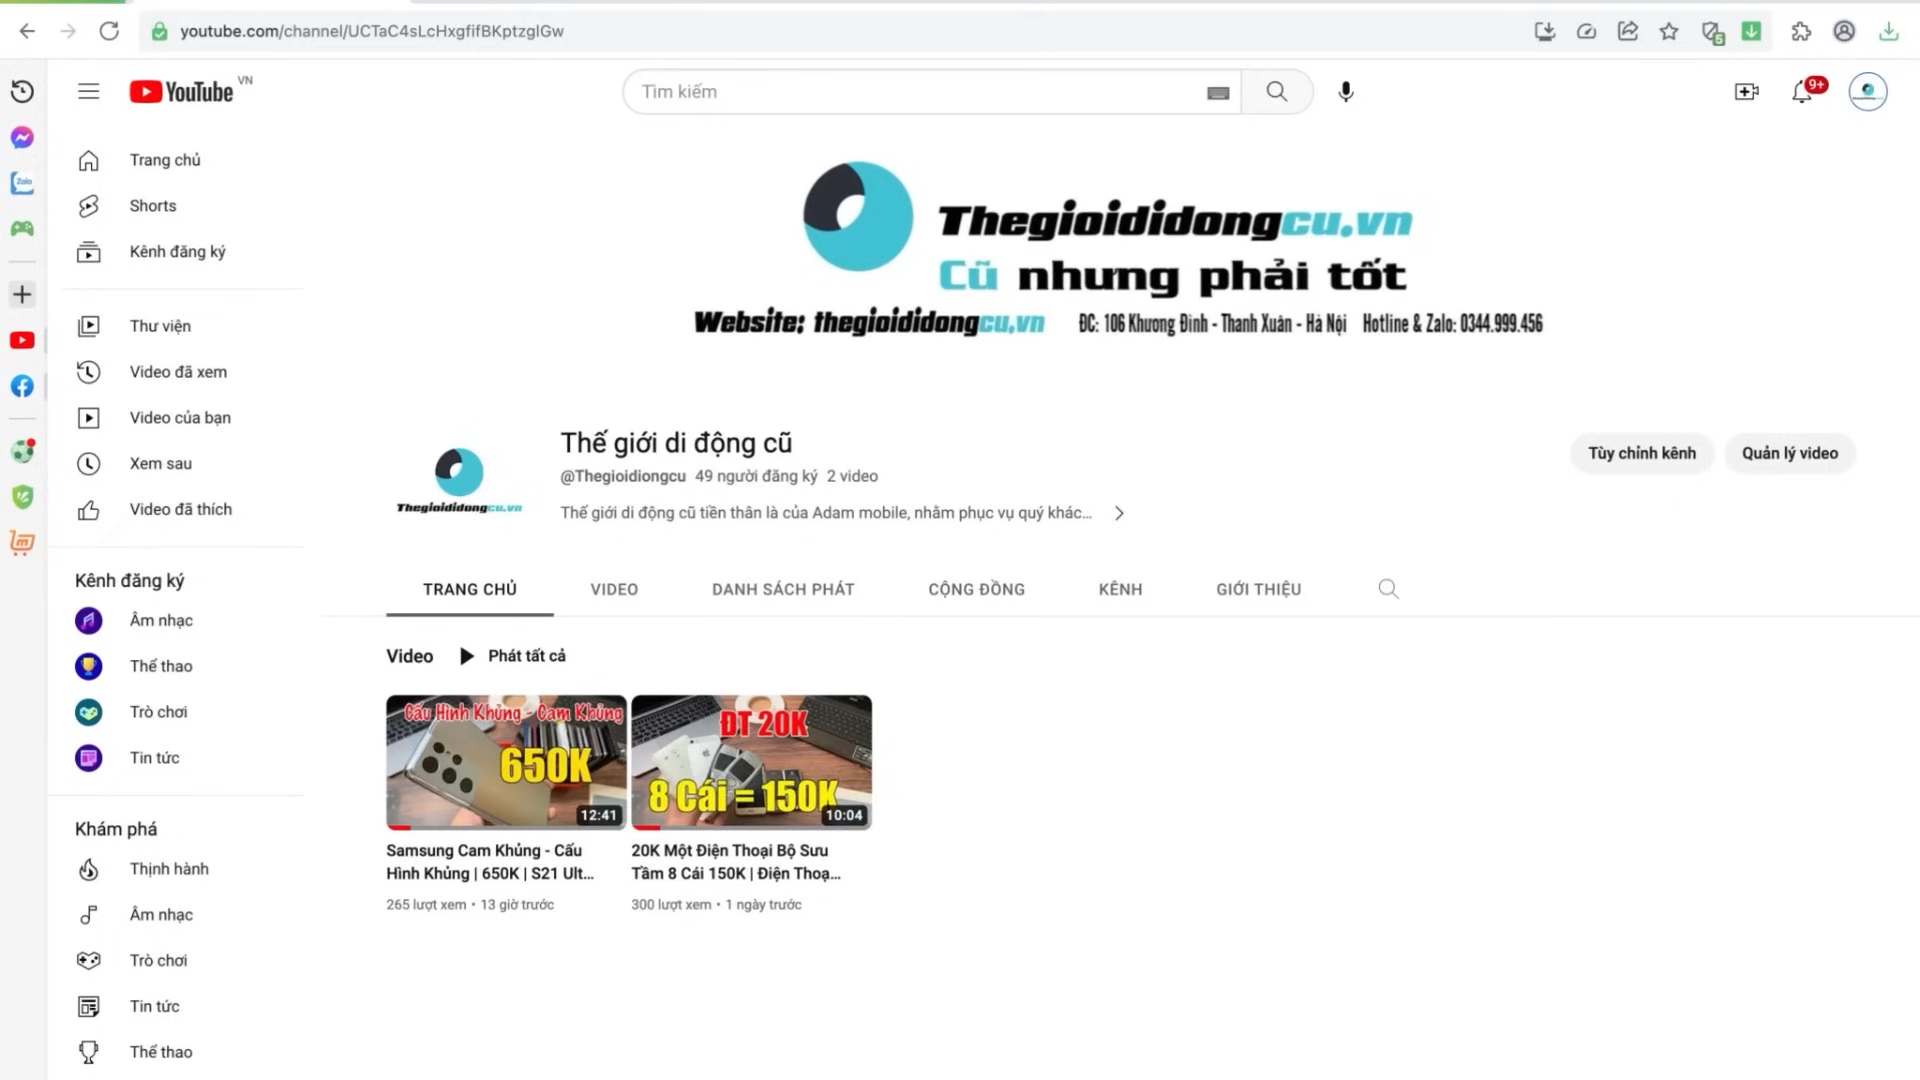 youtube.com/channel/UCTaC4sLcHxgfifBKptzglGw
5
YouTube VN
Tìm kiếm
9+
Zalo
Trang chủ
Shorts
Kênh đăng ký
Thư viện
Video đã xem
Video của bạn
Xem sau
Video đã thích
Kênh đăng ký
Âm nhạc
Thể thao
Trò chơi
Tin tức
Khám phá
Thịnh hành
Âm nhạc
Trò chơi
Tin tức
Thể thao
Thegioididongcu.vn
Cũ nhưng phải tốt
Website: thegioididongcu.vn ĐC: 106 Khương Đình - Thanh Xuân - Hà Nội Hotline & Zalo: 0344.999.456
Thegioididongcu.vn
Thế giới di động cũ
@Thegioidiongcu 49 người đăng ký 2 video
Thế giới di động cũ tiền thân là của Adam mobile, nhằm phục vụ quý khác...
Tùy chỉnh kênh
Quản lý video
TRANG CHỦ VIDEO DANH SÁCH PHÁT CỘNG ĐỒNG KÊNH GIỚI THIỆU
Video Phát tất cả
Cấu Hình Khủng - Cam Khủng
650K
12:41
Samsung Cam Khủng - Cấu
Hình Khủng | 650K | S21 Ult...
265 lượt xem • 13 giờ trước
ĐT 20K
8 Cái = 150K
10:04
20K Một Điện Thoại Bộ Sưu
Tầm 8 Cái 150K | Điện Thoạ...
300 lượt xem • 1 ngày trước